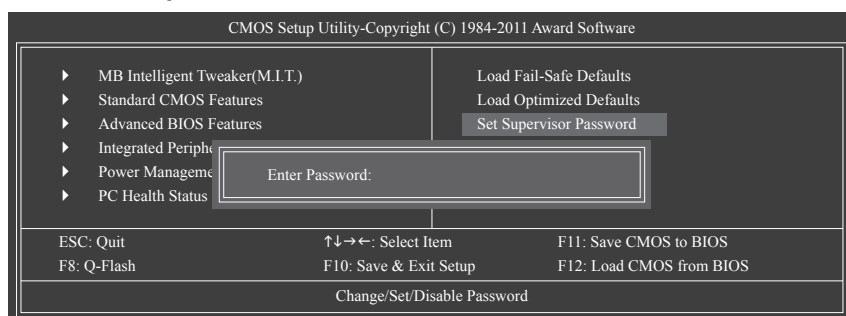 CMOS Setup Utility-Copyright (C) 1984-2011 Award Software
MB Intelligent Tweaker(M.I.T.)
Standard CMOS Features
Advanced BIOS Features
Integrated Periphe
Power Manageme
PC Health Status
Load Fail-Safe Defaults
Load Optimized Defaults
Set Supervisor Password
Enter Password:
ESC: Quit
↑↓→←: Select Item
F11: Save CMOS to BIOS
F8: Q-Flash
F10: Save & Exit Setup
F12: Load CMOS from BIOS
Change/Set/Disable Password